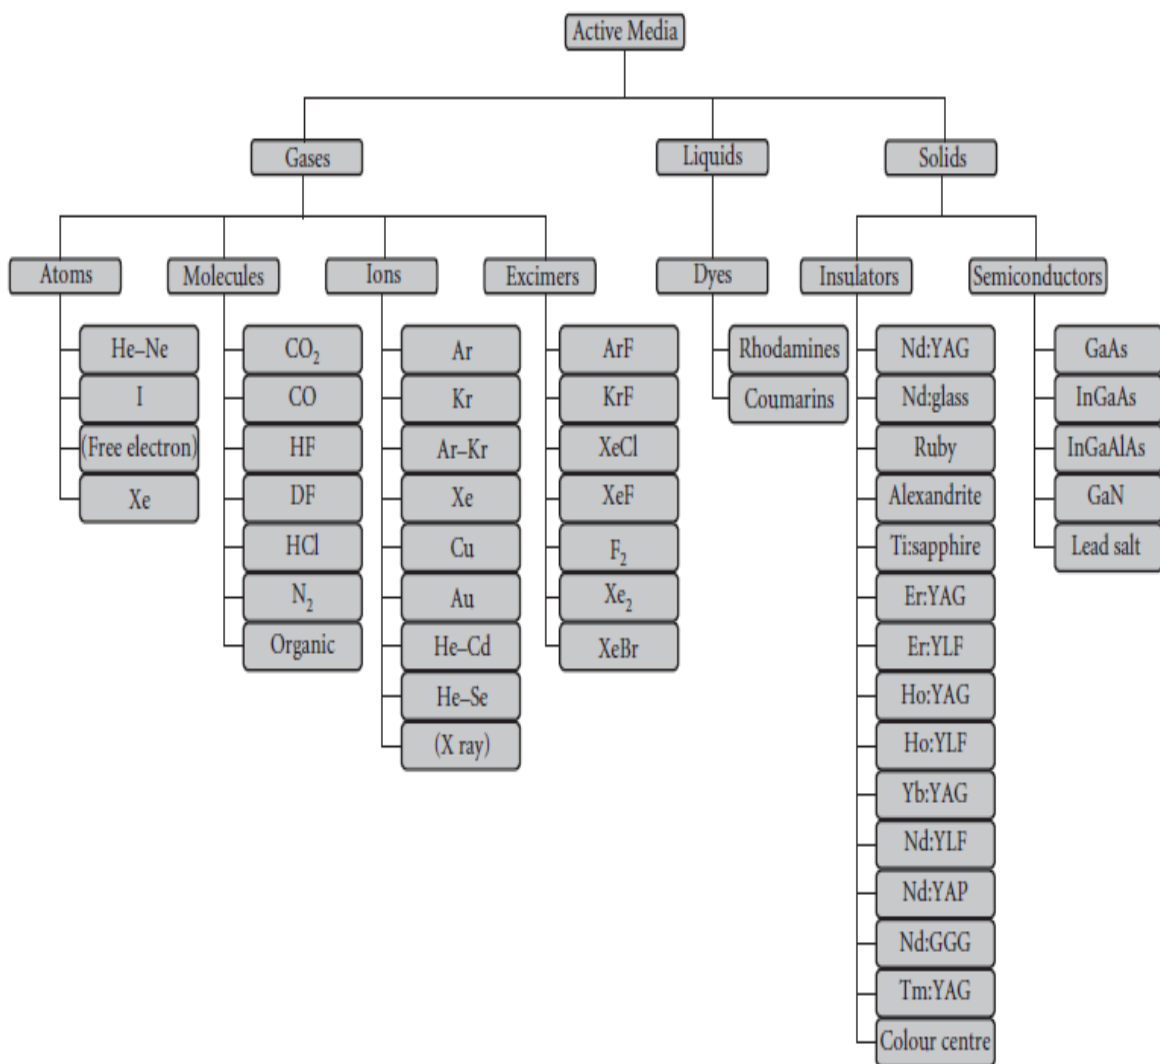 Active Media
Gases
Liquids
Solids
Atoms
Molecules
Ions
Excimers
Dyes
Insulators
Semiconductors
He–Ne
I
(Free electron)
Xe
CO₂
CO
HF
DF
HCl
N₂
Organic
Ar
Kr
Ar–Kr
Xe
Cu
Au
He–Cd
He–Se
(X ray)
ArF
KrF
XeCl
XeF
F₂
Xe₂
XeBr
Rhodamines
Coumarins
Nd:YAG
Nd:glass
Ruby
Alexandrite
Ti:sapphire
Er:YAG
Er:YLF
Ho:YAG
Ho:YLF
Yb:YAG
Nd:YLF
Nd:YAP
Nd:GGG
Tm:YAG
Colour centre
GaAs
InGaAs
InGaAlAs
GaN
Lead salt